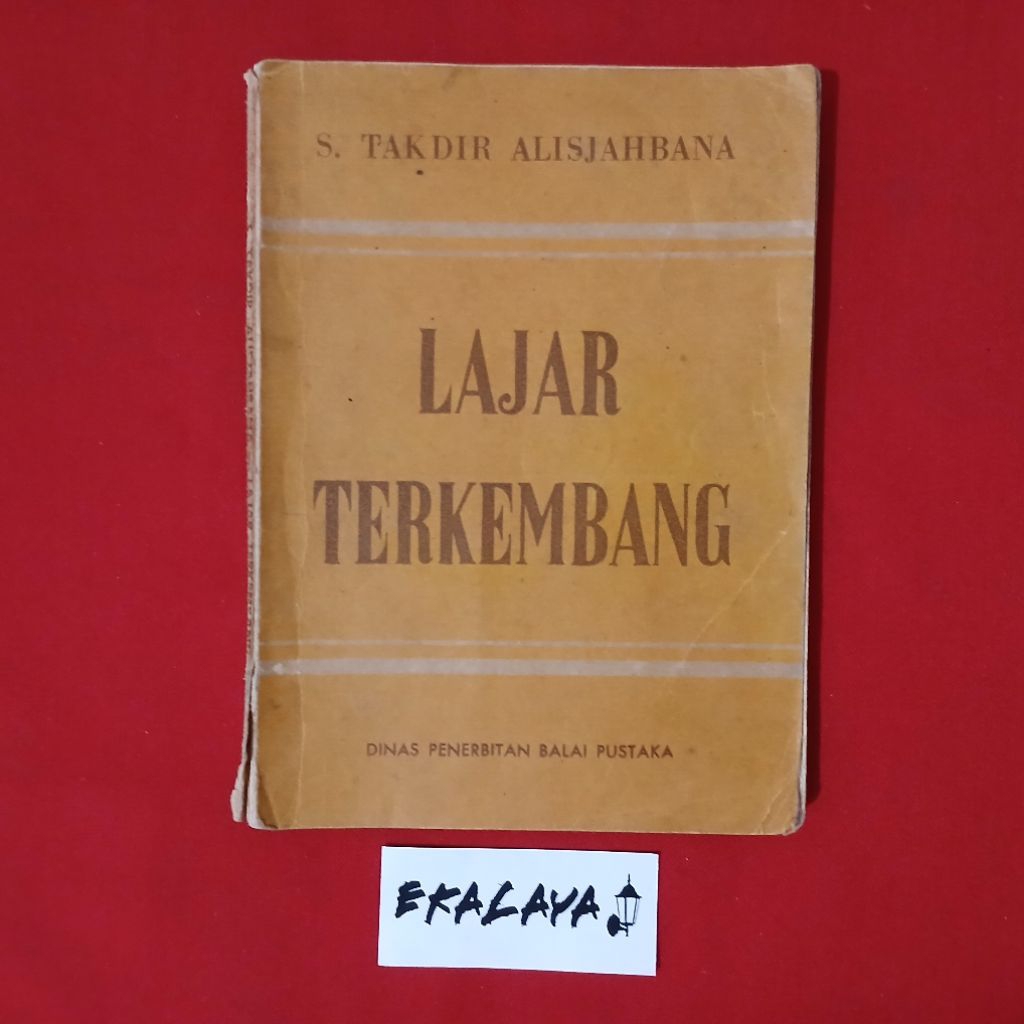 S. TAKDIR ALISJAHBANA
LAJAR
TERKEMBANG
DINAS PENERBITAN BALAI PUSTAKA
EKALAYA